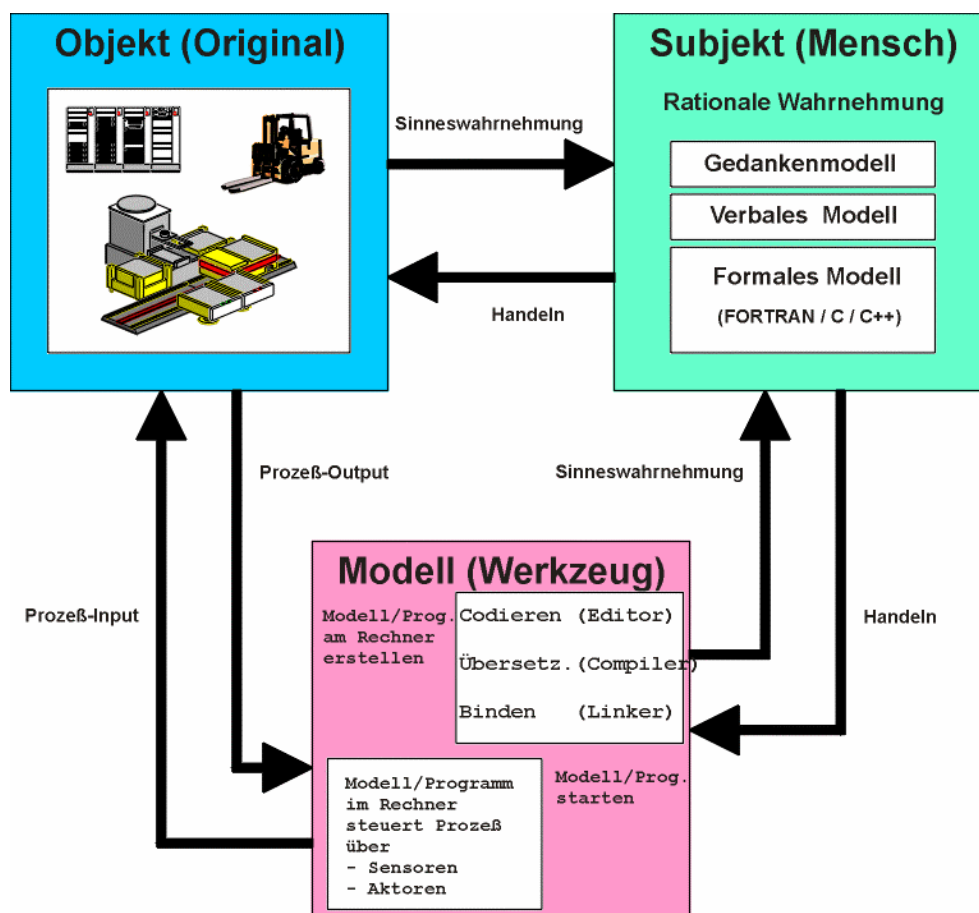 Objekt (Original)
Sinneswahrnehmung
Handeln
Subjekt (Mensch)
Rationale Wahrnehmung
Gedankenmodell
Verbales Modell
Formales Modell
(FORTRAN / C / C++)
Prozeß-Output
Prozeß-Input
Sinneswahrnehmung
Handeln
Modell (Werkzeug)
Modell/Prog.
am Rechner
erstellen
Codieren (Editor)
Übersetz.(Compiler)
Binden (Linker)
Modell/Prog.
starten
Modell/Programm
im Rechner
steuert Prozeß
über
- Sensoren
- Aktoren